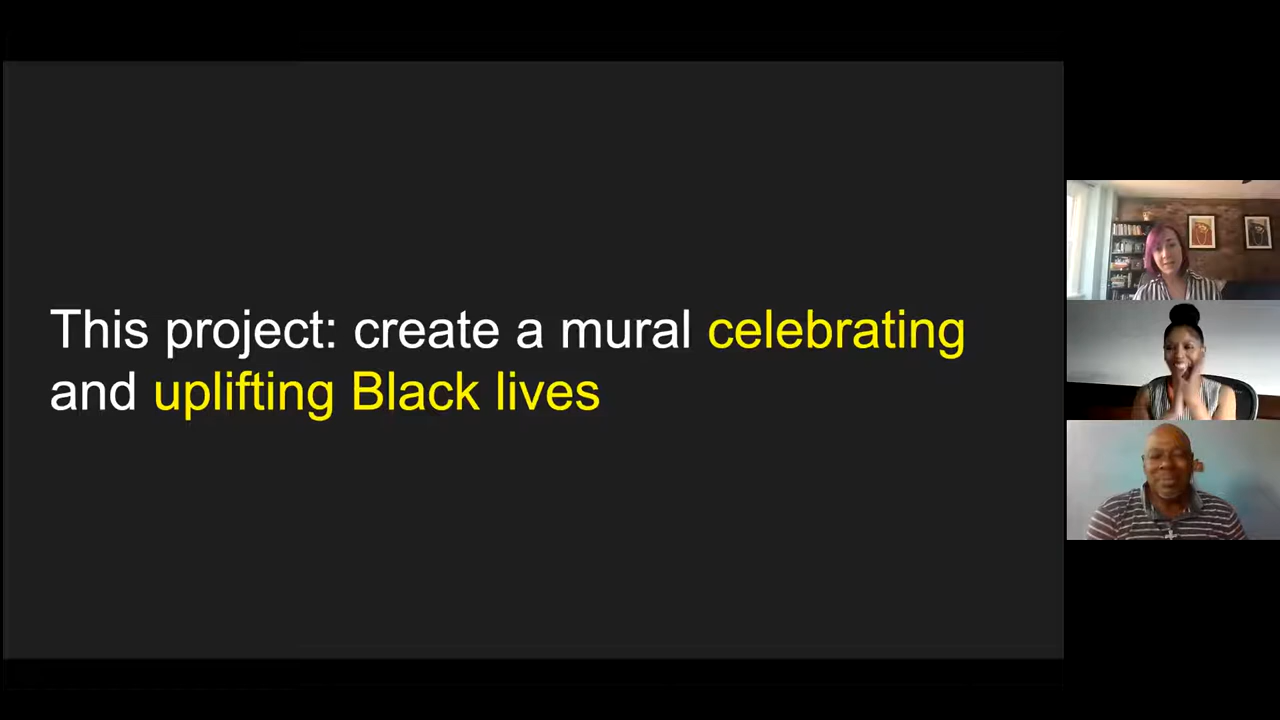 This project: create a mural celebrating
and uplifting Black lives